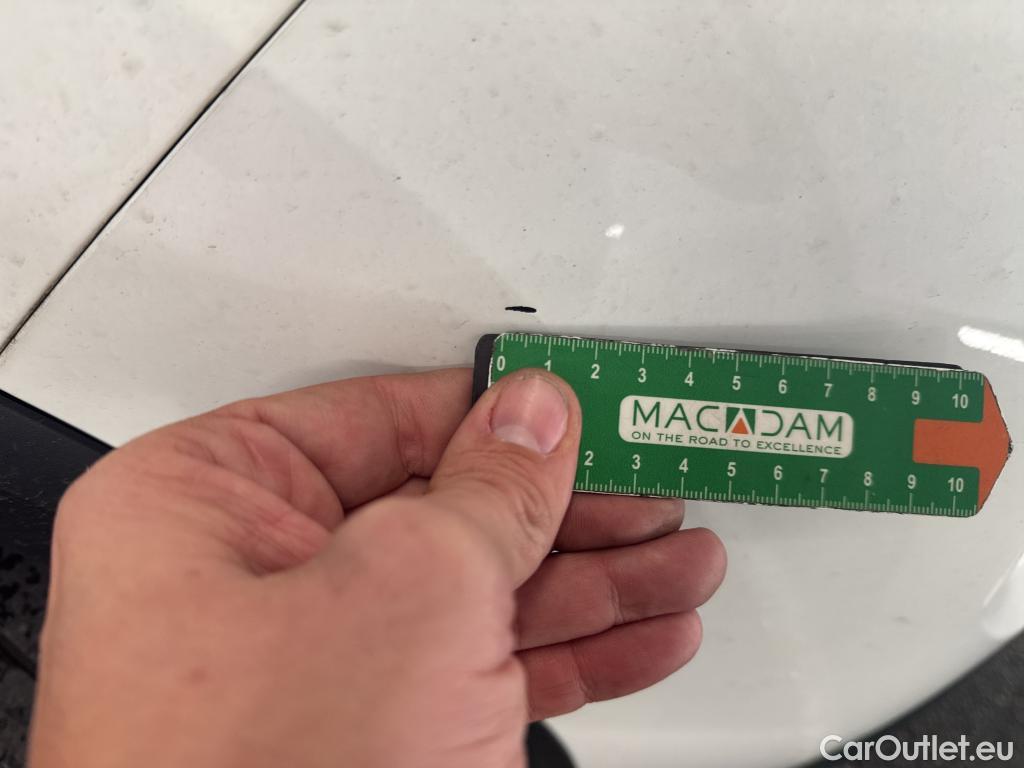 0 1 2 3 4 5 6 7 8 9 10
MACADAM
ON THE ROAD TO EXCELLENCE
2 3 4 5 6 7 8 9 10
CarOutlet.eu